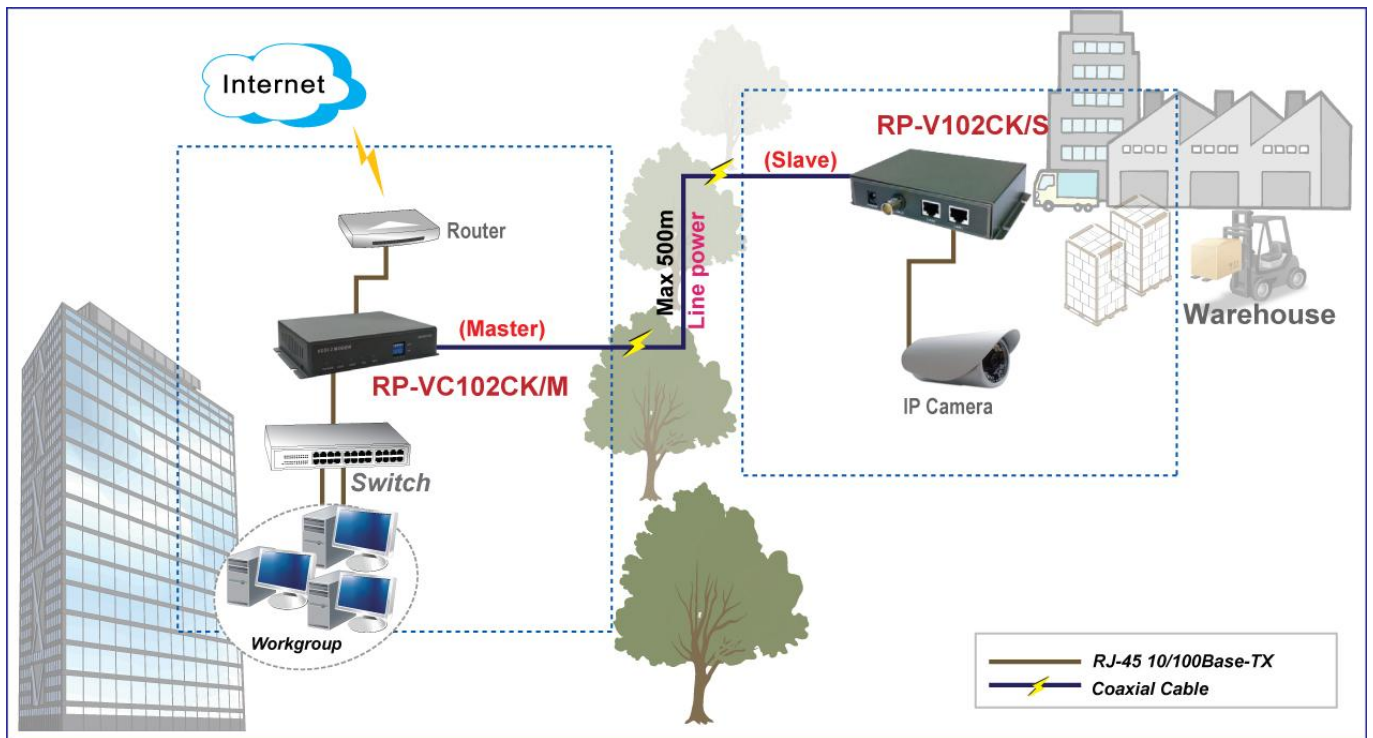 Internet
Router
(Master)
RP-VC102CK/M
Switch
Workgroup
Max 500m
Line power
(Slave)
RP-V102CK/S
IP Camera
Warehouse
RJ-45 10/100Base-TX
Coaxial Cable